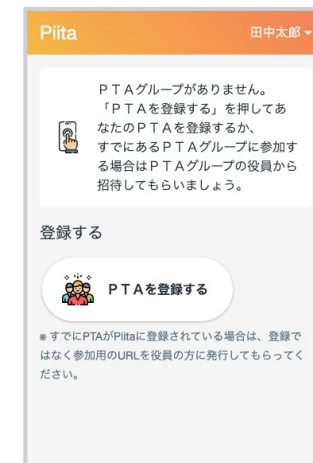 Piita
田中太郎
ＰＴＡグループがありません。
「ＰＴＡを登録する」を押してあ
なたのＰＴＡを登録するか、
すでにあるＰＴＡグループに参加す
る場合はＰＴＡグループの役員から
招待してもらいましょう。
登録する
ＰＴＡを登録する
※ すでにPTAがPiitaに登録されている場合は、登録で
はなく参加用のURLを役員の方に発行してもらってく
ださい。